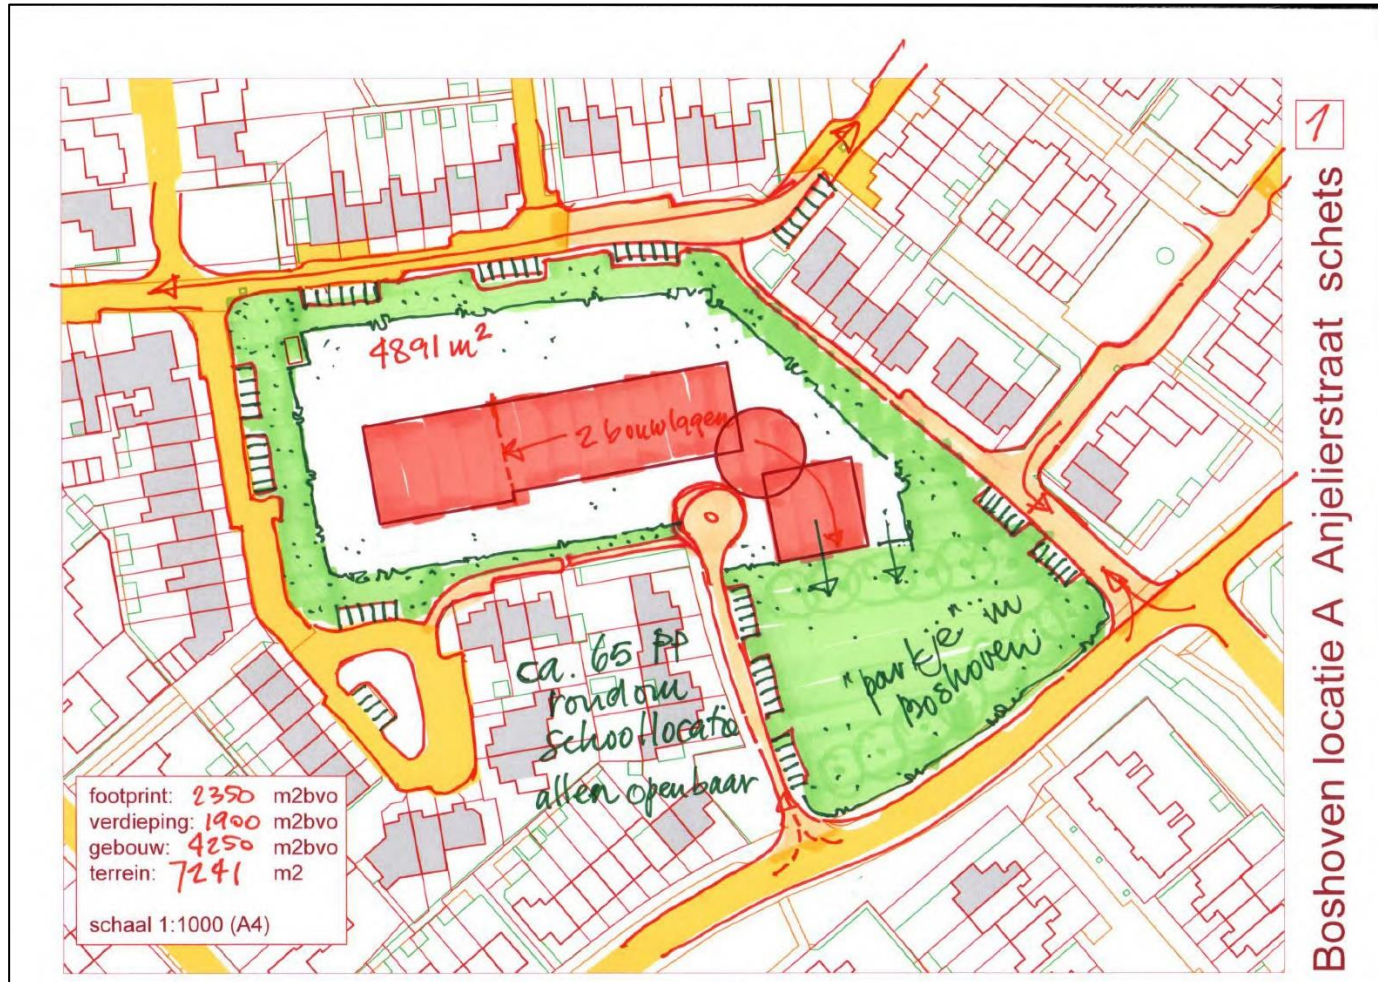 4891 m²
2 bouwlagen
ca. 65 pp
rondom
schoollocatie
allen openbaar
"parkje" in
Boshoven
footprint: 2350 m2bvo
verdieping: 1900 m2bvo
gebouw: 4250 m2bvo
terrein: 7241 m2
schaal 1:1000 (A4)
Boshoven locatie A Anjelierstraat schets 1